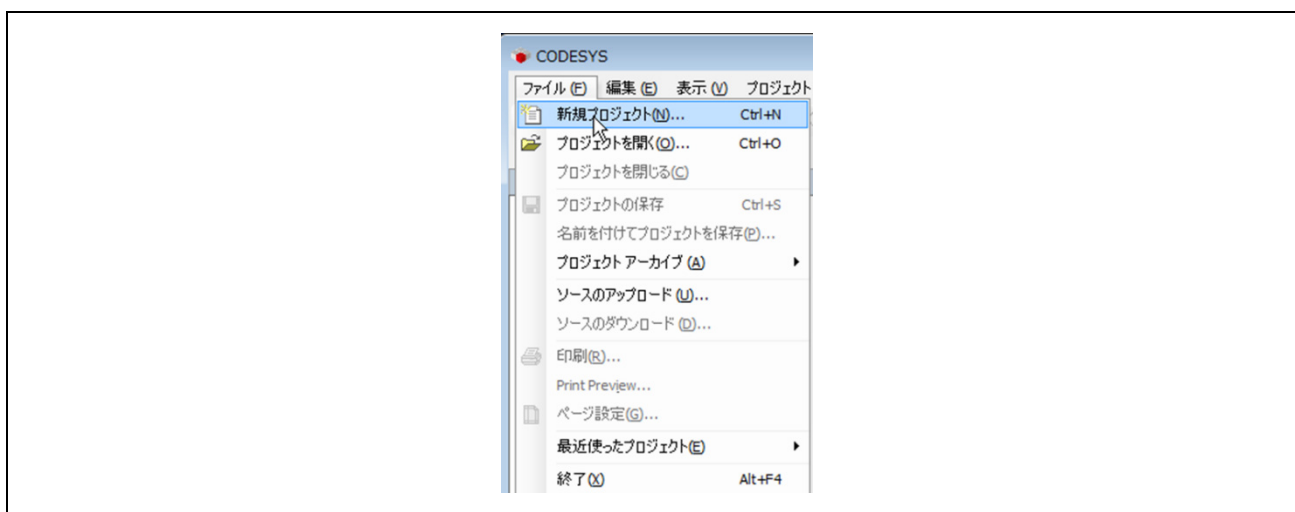 CODESYS
ファイル(F) 編集(E) 表示(V) プロジェクト
新規プロジェクト(N)... Ctrl+N
プロジェクトを開く(O)... Ctrl+O
プロジェクトを閉じる(C)
プロジェクトの保存 Ctrl+S
名前を付けてプロジェクトを保存(P)...
プロジェクト アーカイブ(A)
ソースのアップロード(U)...
ソースのダウンロード(D)...
印刷(R)...
Print Preview...
ページ設定(G)...
最近使ったプロジェクト(E)
終了(X) Alt+F4